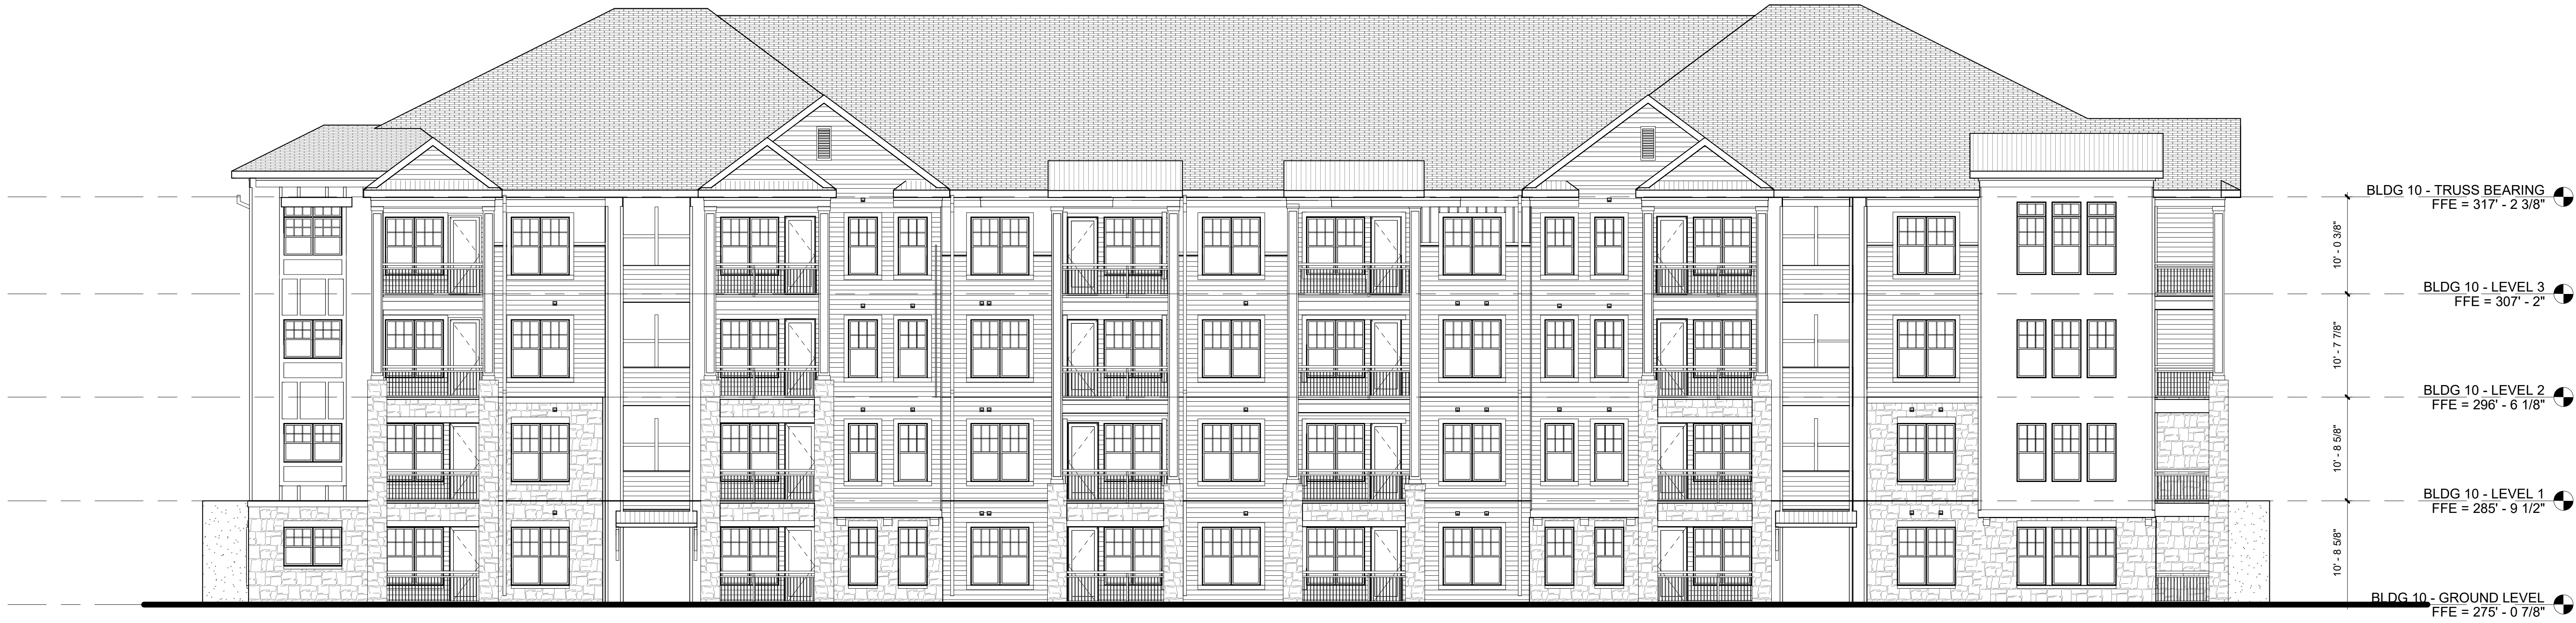 BLDG 10 - TRUSS BEARING
FFE = 317' - 2 3/8"
10' - 0 3/8"
BLDG 10 - LEVEL 3
FFE = 307' - 2"
10' - 7 7/8"
BLDG 10 - LEVEL 2
FFE = 296' - 6 1/8"
10' - 8 5/8"
BLDG 10 - LEVEL 1
FFE = 285' - 9 1/2"
10' - 8 5/8"
BLDG 10 - GROUND LEVEL
FFE = 275' - 0 7/8"